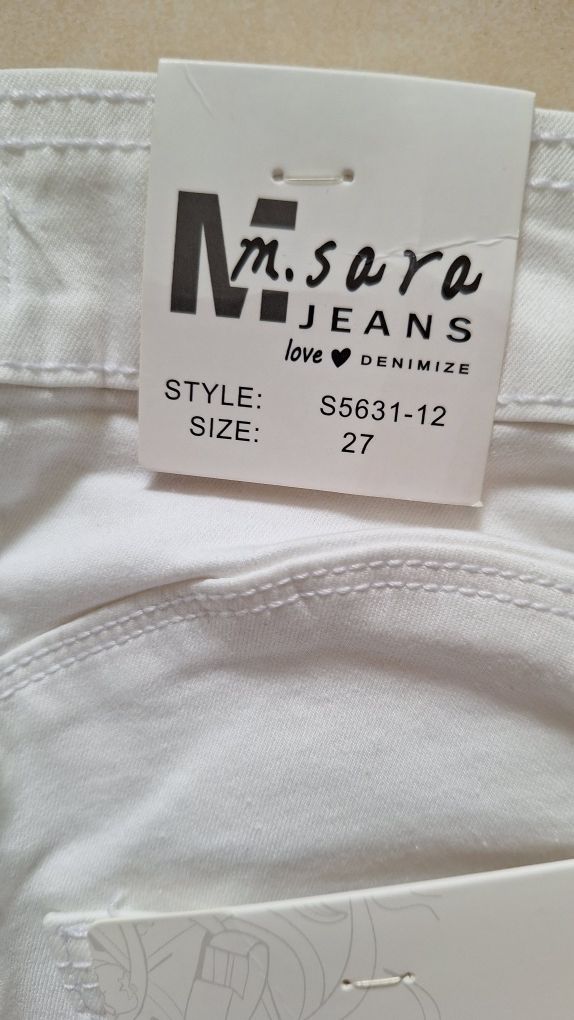 M
m.sara
JEANS
love DENIMIZE
STYLE: S5631-12
SIZE: 27